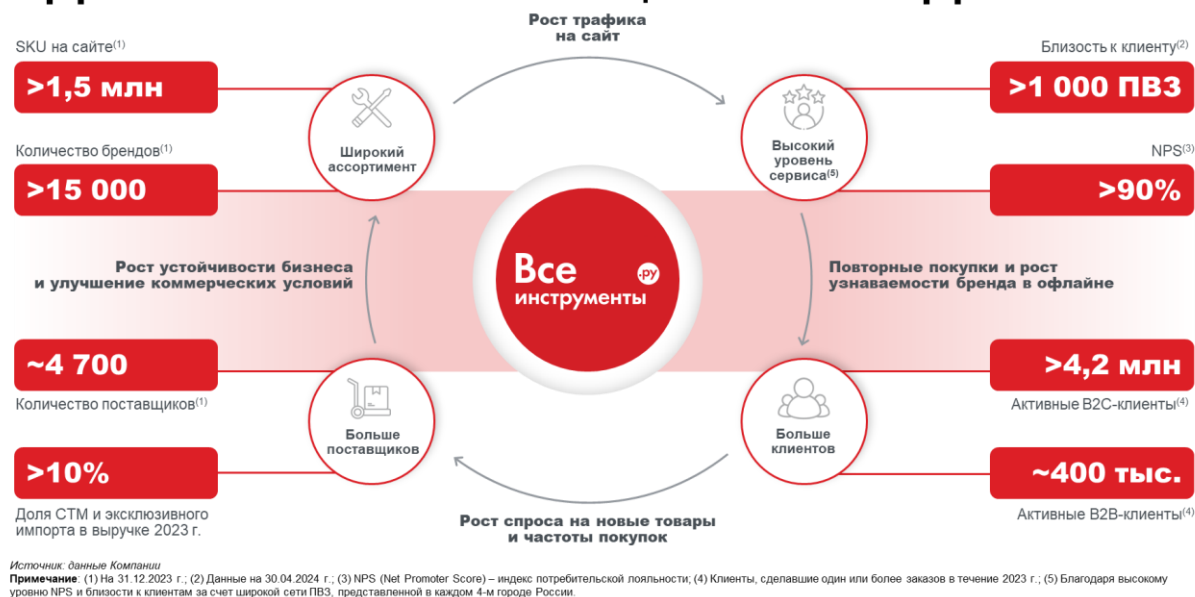 Рост трафика
на сайт
SKU на сайте(1)
>1,5 млн
Количество брендов(1)
>15 000
Широкий
ассортимент
Высокий
уровень
сервиса(5)
Близость к клиенту(2)
>1 000 ПВЗ
NPS(3)
>90%
Рост устойчивости бизнеса
и улучшение коммерческих условий
Все
.РУ
инструменты
Повторные покупки и рост
узнаваемости бренда в офлайне
~4 700
Количество поставщиков(1)
>10%
Доля СТМ и эксклюзивного
импорта в выручке 2023 г.
Больше
поставщиков
Больше
клиентов
>4,2 млн
Активные B2C-клиенты(4)
~400 тыс.
Активные B2B-клиенты(4)
Рост спроса на новые товары
и частоты покупок
Источник: данные Компании
Примечание: (1) На 31.12.2023 г.; (2) Данные на 30.04.2024 г.; (3) NPS (Net Promoter Score) – индекс потребительской лояльности; (4) Клиенты, сделавшие один или более заказов в течение 2023 г.; (5) Благодаря высокому
уровню NPS и близости к клиентам за счет широкой сети ПВЗ, представленной в каждом 4-м городе России.